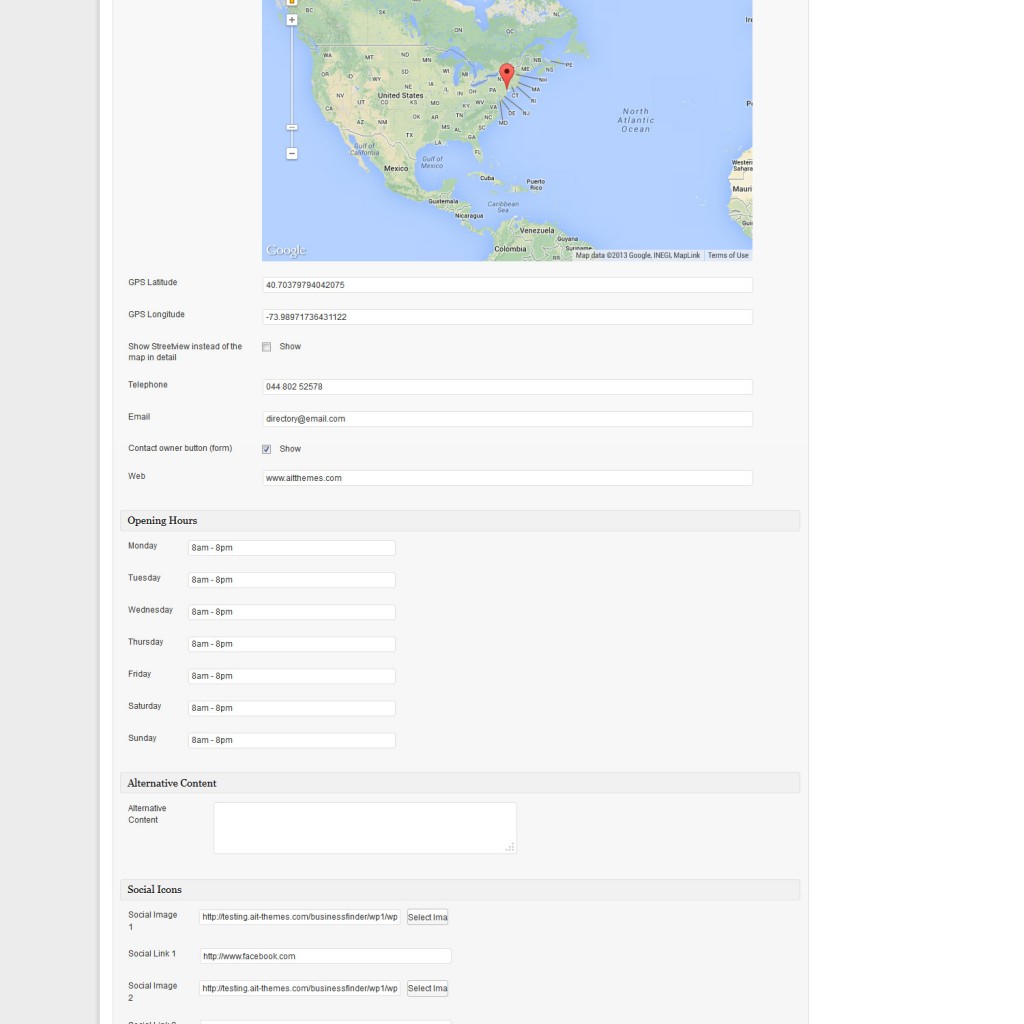 BC
AB
SK
ON
QC
NL
Ire
WA
MT
ND
MN
NB
PE
NS
ME
OR
ID
SD
WI
MI
NH
WY
NE
IA
PA
MA
NV
United States
IL
IN
OH
CT
RI
UT
CO
KS
MO
KY
WV
VA
DE
NJ
CA
OK
AR
TN
NC
MD
AZ
NM
MS
SC
TX
AL
GA
LA
FL
North
Atlantic
Ocean
Gulf of
California
Gulf of
Mexico
Mexico
Western
Sahara
Cuba
Puerto
Rico
Mauri
Guatemala
Caribbean
Sea
Nicaragua
Gui
Venezuela
Guyana
Colombia
Suriname
Google
Map data ©2013 Google, INEGI, MapLink
Terms of Use
GPS Latitude
40.70379794042075
GPS Longitude
-73.98971736431122
Show Streetview instead of the
map in detail
Show
Telephone
044 802 52578
Email
directory@email.com
Contact owner button (form)
Show
Web
www.aitthemes.com
Opening Hours
Monday
8am - 8pm
Tuesday
8am - 8pm
Wednesday
8am - 8pm
Thursday
8am - 8pm
Friday
8am - 8pm
Saturday
8am - 8pm
Sunday
8am - 8pm
Alternative Content
Alternative
Content
Social Icons
Social Image
1
http://testing.ait-themes.com/businessfinder/wp1/wp
Select Ima
Social Link 1
http://www.facebook.com
Social Image
2
http://testing.ait-themes.com/businessfinder/wp1/wp
Select Ima